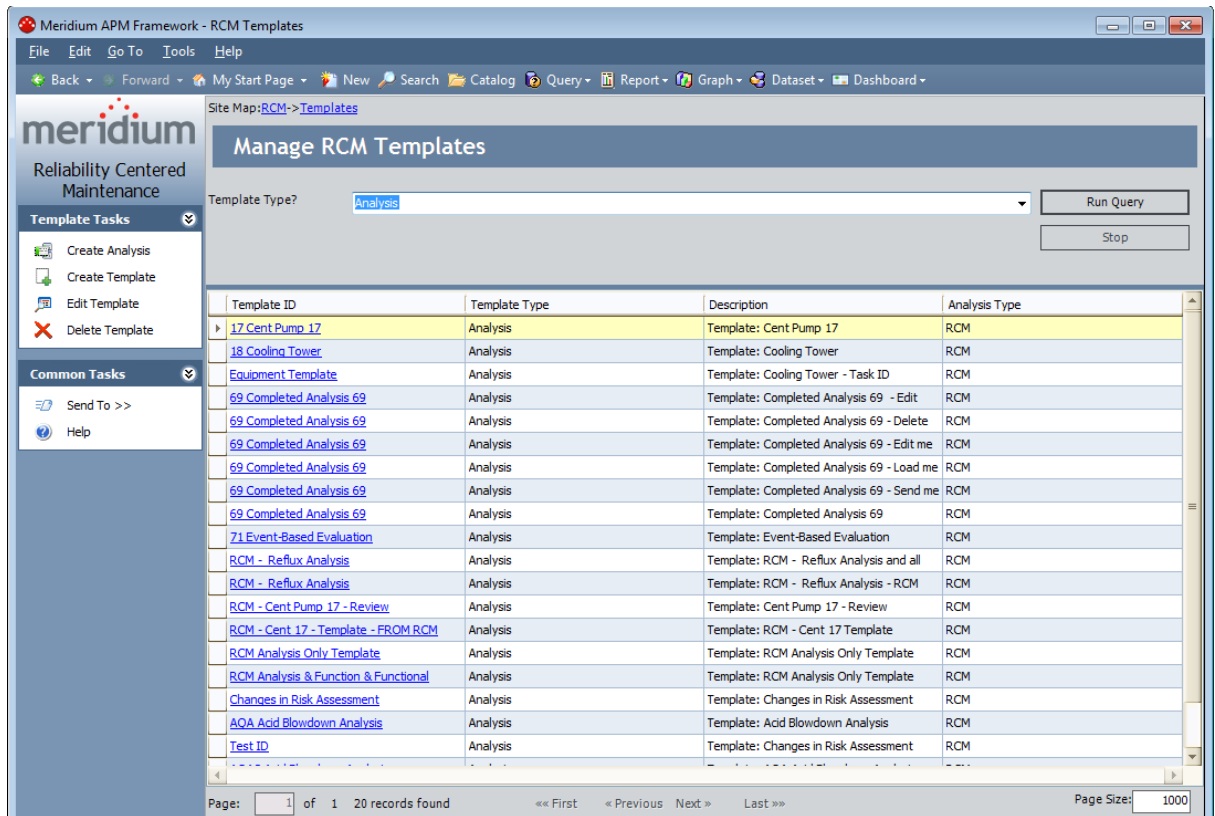 Meridium APM Framework - RCM Templates
File Edit Go To Tools Help
Back Forward My Start Page New Search Catalog Query Report Graph Dataset Dashboard
meridium
Reliability Centered
Maintenance
Template Tasks
Create Analysis
Create Template
Edit Template
Delete Template
Common Tasks
Send To >>
Help
Site Map:RCM->Templates
Manage RCM Templates
Template Type? Analysis Run Query
Stop
Template ID Template Type Description Analysis Type
17 Cent Pump 17 Analysis Template: Cent Pump 17 RCM
18 Cooling Tower Analysis Template: Cooling Tower RCM
Equipment Template Analysis Template: Cooling Tower - Task ID RCM
69 Completed Analysis 69 Analysis Template: Completed Analysis 69 - Edit RCM
69 Completed Analysis 69 Analysis Template: Completed Analysis 69 - Delete RCM
69 Completed Analysis 69 Analysis Template: Completed Analysis 69 - Edit me RCM
69 Completed Analysis 69 Analysis Template: Completed Analysis 69 - Load me RCM
69 Completed Analysis 69 Analysis Template: Completed Analysis 69 - Send me RCM
69 Completed Analysis 69 Analysis Template: Completed Analysis 69 RCM
71 Event-Based Evaluation Analysis Template: Event-Based Evaluation RCM
RCM - Reflux Analysis Analysis Template: RCM - Reflux Analysis and all RCM
RCM - Reflux Analysis Analysis Template: RCM - Reflux Analysis - RCM RCM
RCM - Cent Pump 17 - Review Analysis Template: Cent Pump 17 - Review RCM
RCM - Cent 17 - Template - FROM RCM Analysis Template: RCM - Cent 17 Template RCM
RCM Analysis Only Template Analysis Template: RCM Analysis Only Template RCM
RCM Analysis & Function & Functional Analysis Template: RCM Analysis Only Template RCM
Changes in Risk Assessment Analysis Template: Changes in Risk Assessment RCM
AQA Acid Blowdown Analysis Analysis Template: Acid Blowdown Analysis RCM
Test ID Analysis Template: Changes in Risk Assessment RCM
Page: 1 of 1 20 records found «« First « Previous Next » Last »» Page Size: 1000